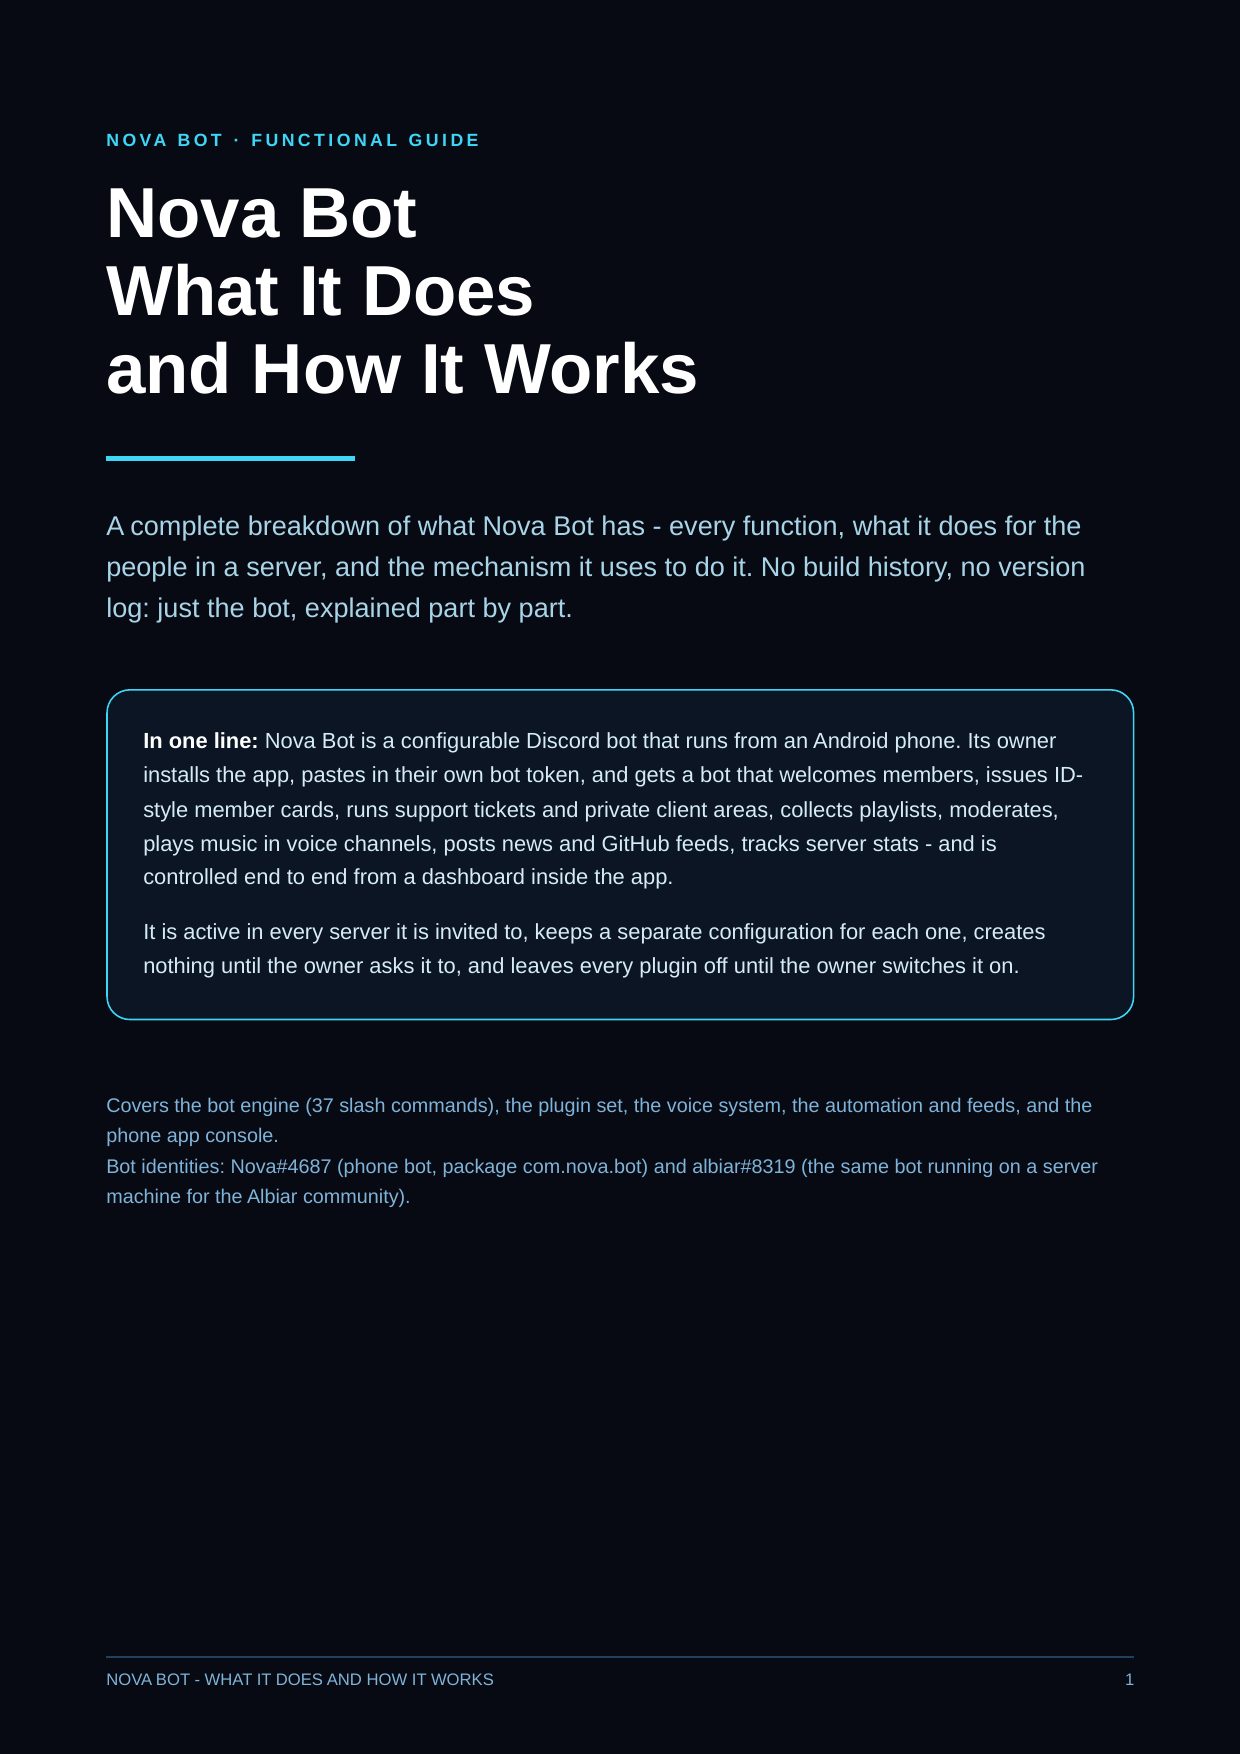 NOVA BOT · FUNCTIONAL GUIDE
Nova Bot
What It Does
and How It Works
A complete breakdown of what Nova Bot has - every function, what it does for the
people in a server, and the mechanism it uses to do it. No build history, no version
log: just the bot, explained part by part.
In one line: Nova Bot is a configurable Discord bot that runs from an Android phone. Its owner
installs the app, pastes in their own bot token, and gets a bot that welcomes members, issues ID-
style member cards, runs support tickets and private client areas, collects playlists, moderates,
plays music in voice channels, posts news and GitHub feeds, tracks server stats - and is
controlled end to end from a dashboard inside the app.
It is active in every server it is invited to, keeps a separate configuration for each one, creates
nothing until the owner asks it to, and leaves every plugin off until the owner switches it on.
Covers the bot engine (37 slash commands), the plugin set, the voice system, the automation and feeds, and the
phone app console.
Bot identities: Nova#4687 (phone bot, package com.nova.bot) and albiar#8319 (the same bot running on a server
machine for the Albiar community).
NOVA BOT - WHAT IT DOES AND HOW IT WORKS
1